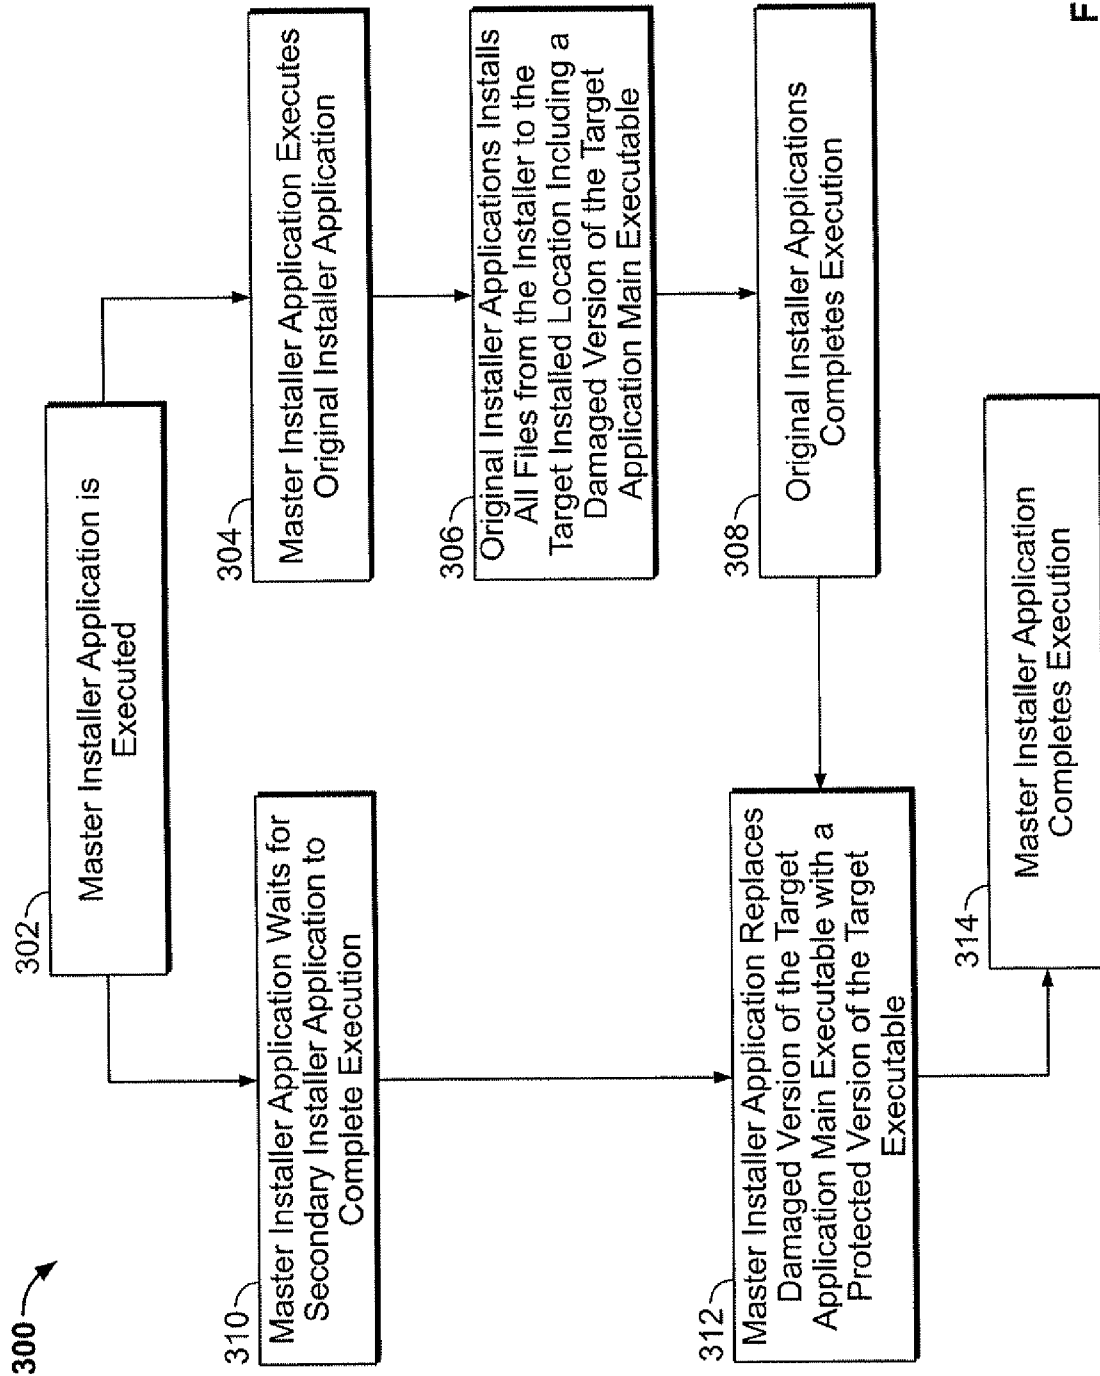 300
302
Master Installer Application is
Executed
304
Master Installer Application Executes
Original Installer Application
306
Original Installer Applications Installs
All Files from the Installer to the
Target Installed Location Including a
Damaged Version of the Target
Application Main Executable
308
Original Installer Applications
Completes Execution
310
Master Installer Application Waits for
Secondary Installer Application to
Complete Execution
312
Master Installer Application Replaces
Damaged Version of the Target
Application Main Executable with a
Protected Version of the Target
Executable
314
Master Installer Application
Completes Execution